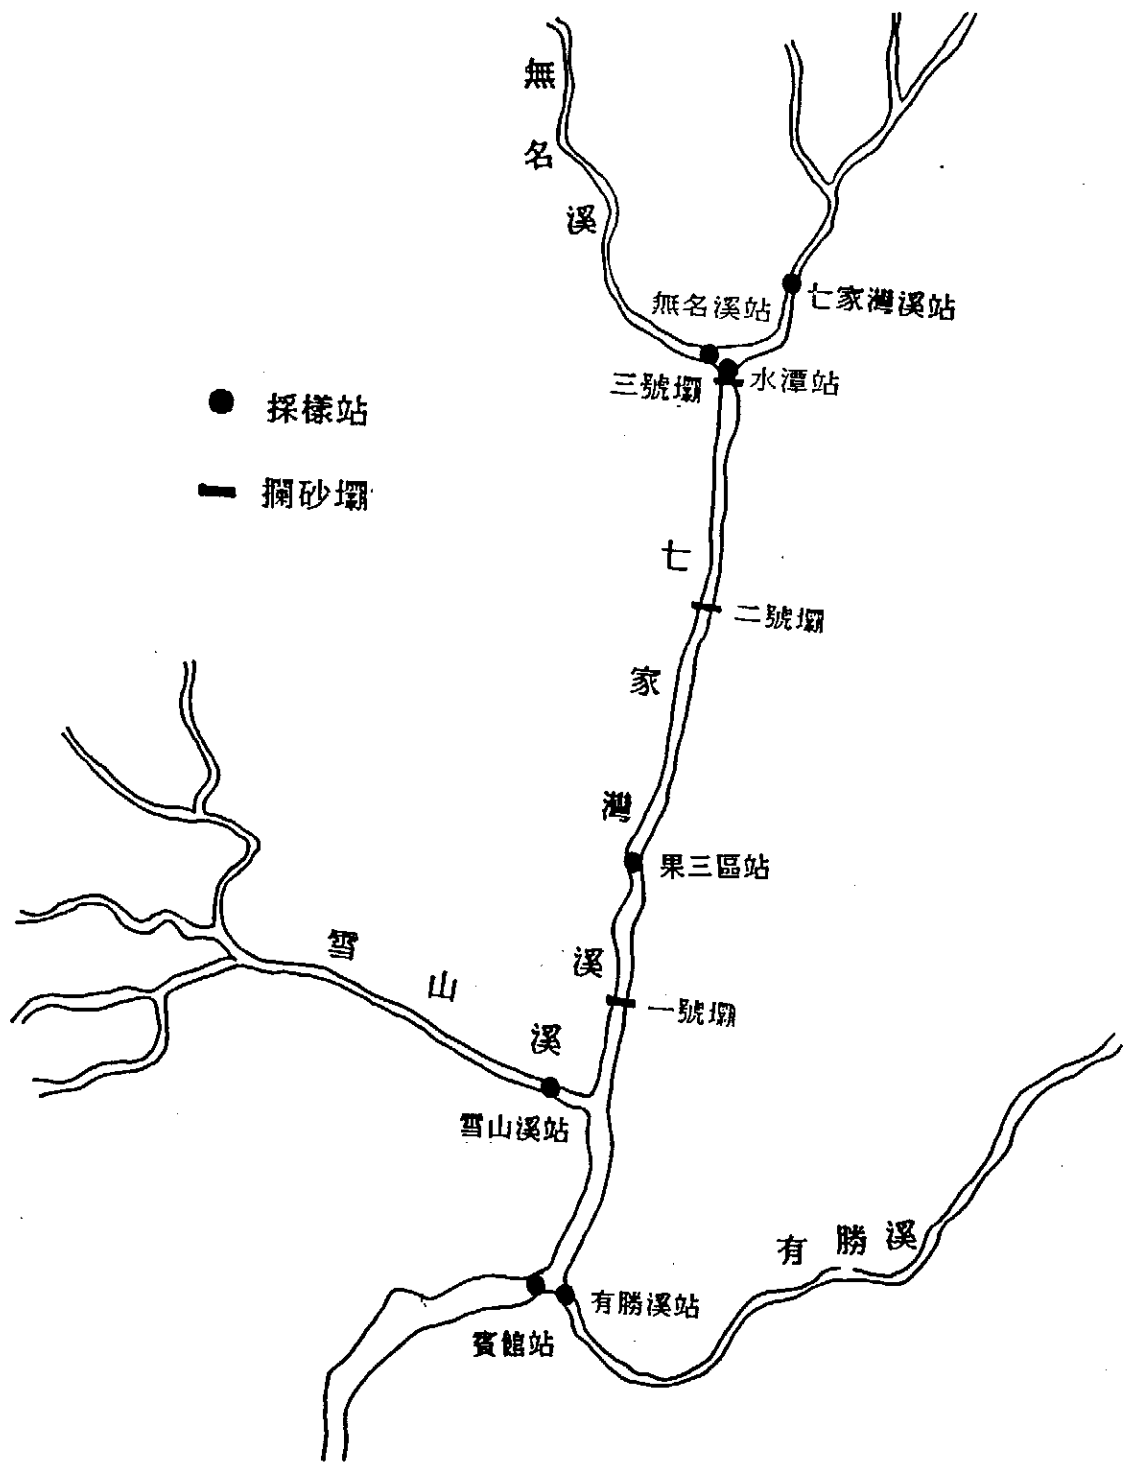 無名溪
七家灣溪站
無名溪站
三號壩
水潭站
採樣站
攔砂壩
七家灣溪
二號壩
果三區站
雪山溪
一號壩
雪山溪站
有勝溪
有勝溪站
賓館站